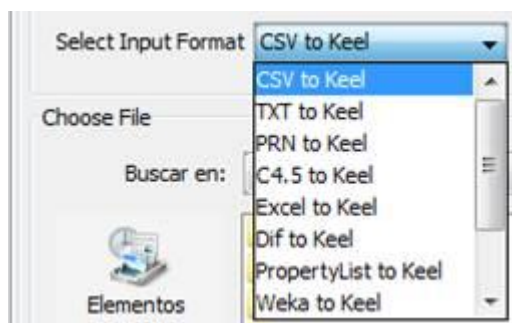 Select Input Format CSV to Keel
CSV to Keel
TXT to Keel
Choose File
PRN to Keel
Buscar en:
C4.5 to Keel
Excel to Keel
Dif to Keel
PropertyList to Keel
Elementos
Weka to Keel